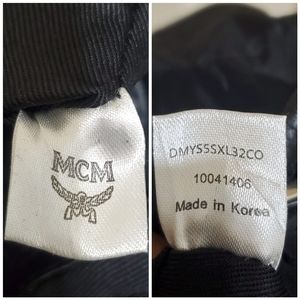 MCM
DMYS5SXL32CO
10041406
Made in Korea